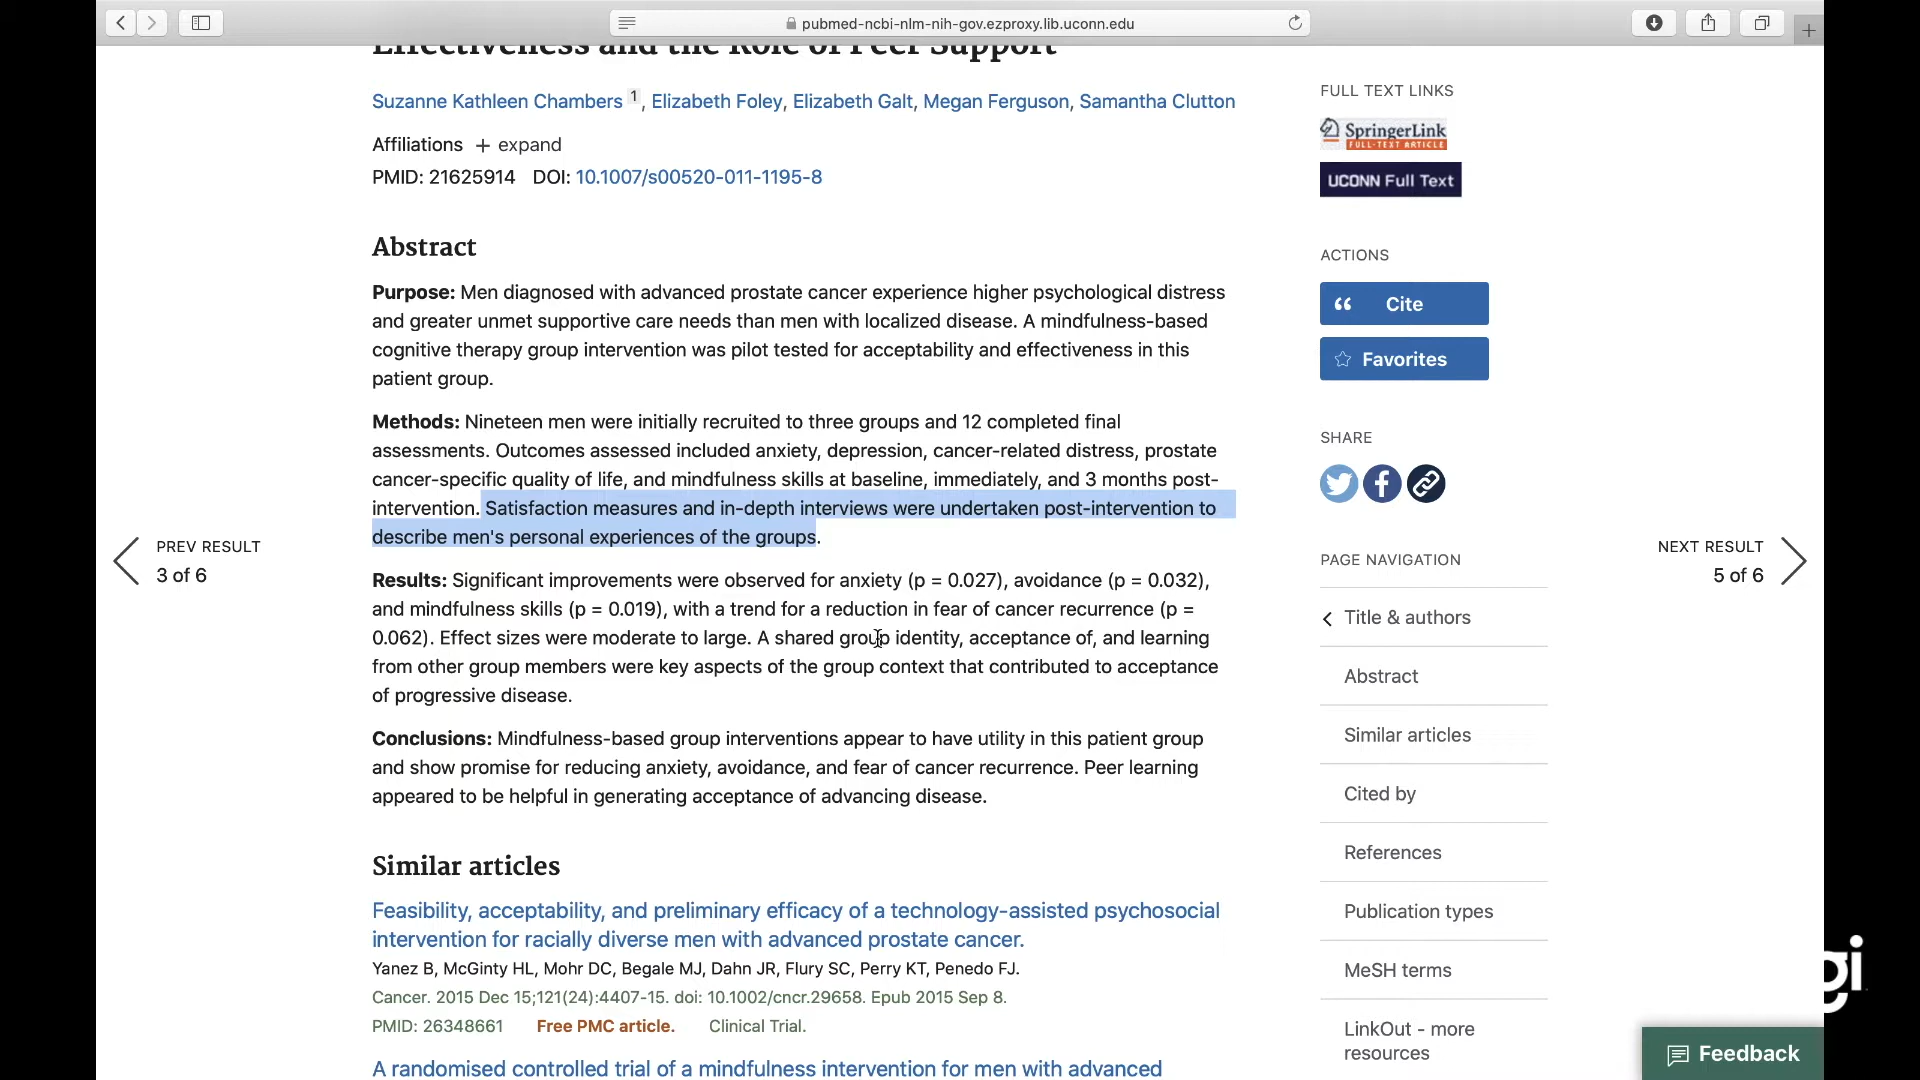 pubmed-ncbi-nlm-nih-gov.ezproxy.lib.uconn.edu
Effectiveness and the Role of Peer Support
Suzanne Kathleen Chambers 1, Elizabeth Foley, Elizabeth Galt, Megan Ferguson, Samantha Clutton
Affiliations + expand
PMID: 21625914 DOI: 10.1007/s00520-011-1195-8
Abstract
Purpose: Men diagnosed with advanced prostate cancer experience higher psychological distress
and greater unmet supportive care needs than men with localized disease. A mindfulness-based
cognitive therapy group intervention was pilot tested for acceptability and effectiveness in this
patient group.
Methods: Nineteen men were initially recruited to three groups and 12 completed final
assessments. Outcomes assessed included anxiety, depression, cancer-related distress, prostate
cancer-specific quality of life, and mindfulness skills at baseline, immediately, and 3 months post-
intervention. Satisfaction measures and in-depth interviews were undertaken post-intervention to
describe men's personal experiences of the groups.
Results: Significant improvements were observed for anxiety (p = 0.027), avoidance (p = 0.032),
and mindfulness skills (p = 0.019), with a trend for a reduction in fear of cancer recurrence (p =
0.062). Effect sizes were moderate to large. A shared group identity, acceptance of, and learning
from other group members were key aspects of the group context that contributed to acceptance
of progressive disease.
Conclusions: Mindfulness-based group interventions appear to have utility in this patient group
and show promise for reducing anxiety, avoidance, and fear of cancer recurrence. Peer learning
appeared to be helpful in generating acceptance of advancing disease.
Similar articles
Feasibility, acceptability, and preliminary efficacy of a technology-assisted psychosocial
intervention for racially diverse men with advanced prostate cancer.
Yanez B, McGinty HL, Mohr DC, Begale MJ, Dahn JR, Flury SC, Perry KT, Penedo FJ.
Cancer. 2015 Dec 15;121(24):4407-15. doi: 10.1002/cncr.29658. Epub 2015 Sep 8.
PMID: 26348661 Free PMC article. Clinical Trial.
A randomised controlled trial of a mindfulness intervention for men with advanced
PREV RESULT
3 of 6
NEXT RESULT
5 of 6
FULL TEXT LINKS
SpringerLink
FULL-TEXT ARTICLE
UCONN Full Text
ACTIONS
Cite
Favorites
SHARE
PAGE NAVIGATION
Title & authors
Abstract
Similar articles
Cited by
References
Publication types
MeSH terms
LinkOut - more
resources
Feedback
gi